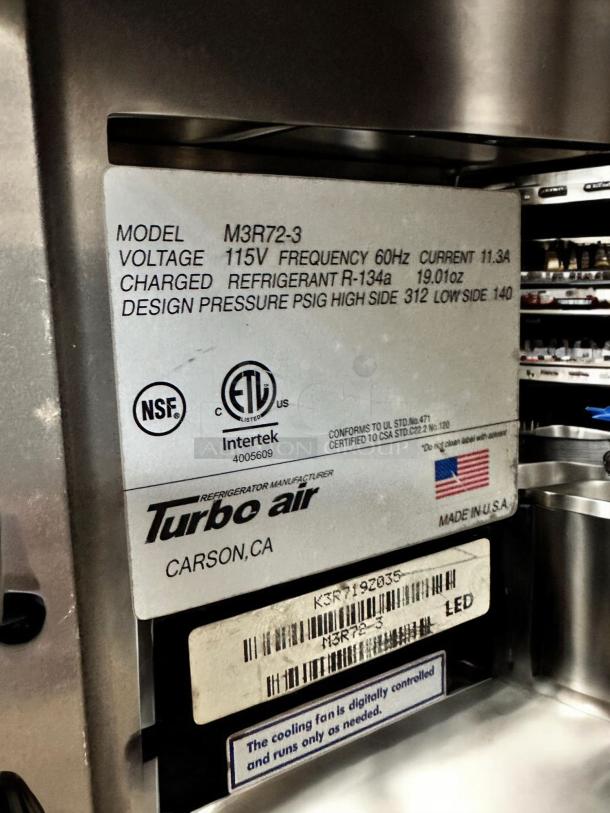 MODEL M3R72-3
VOLTAGE 115V FREQUENCY 60Hz CURRENT 11.3A
CHARGED REFRIGERANT R-134a 19.01oz
DESIGN PRESSURE PSIG HIGH SIDE 312 LOW SIDE 140
NSF®
C ETL LISTED US
Intertek
4005609
CONFORMS TO UL STD.No.471
CERTIFIED TO CSA STD.C22.2 No.120
*Do not clean label with solvent
REFRIGERATOR MANUFACTURER
Turbo air
CARSON, CA
MADE IN U.S.A.
AUCTION GROUP
K3R7192035
M3R72-3
LED
The cooling fan is digitally controlled
and runs only as needed.